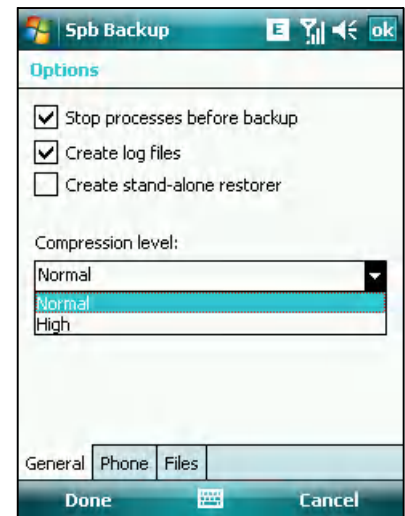 Spb Backup E ok
Options
Stop processes before backup
Create log files
Create stand-alone restorer
Compression level:
Normal
Normal
High
General Phone Files
Done Cancel